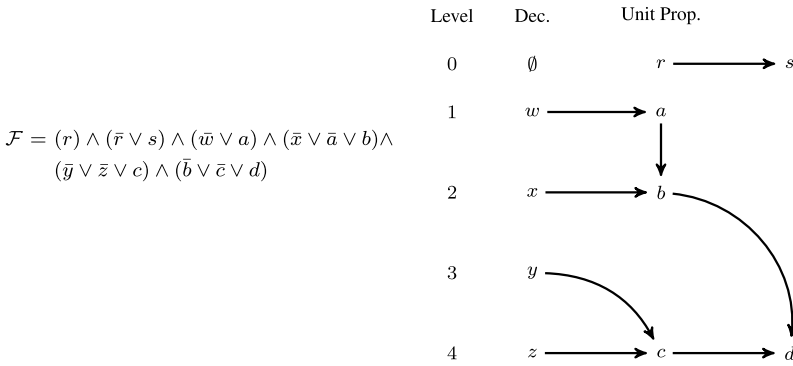 Level Dec. Unit Prop.
0 ∅ r s
1 w a
ℱ = (r) ∧ (r̄ ∨ s) ∧ (w̄ ∨ a) ∧ (x̄ ∨ ā ∨ b)∧
(ȳ ∨ z̄ ∨ c) ∧ (b̄ ∨ c̄ ∨ d)
2 x b
3 y
4 z c d